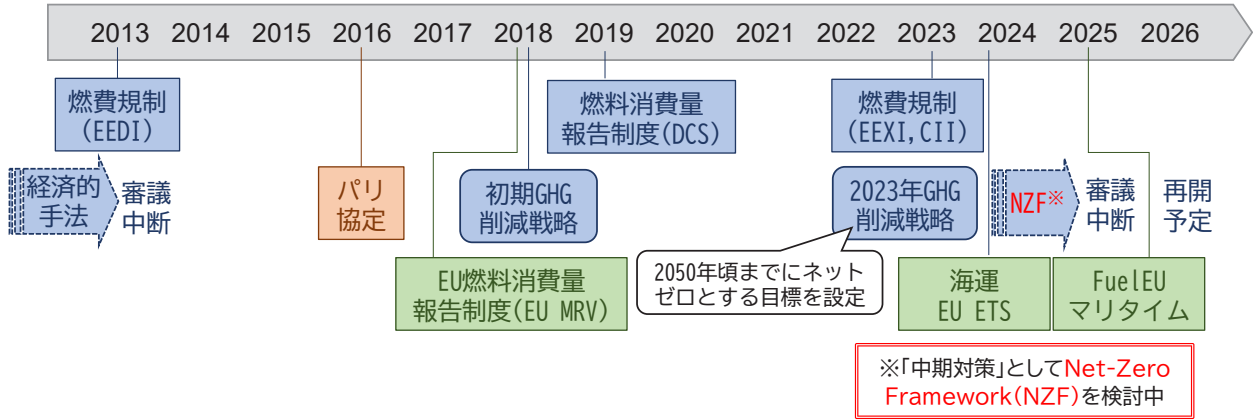 2013 2014 2015 2016 2017 2018 2019 2020 2021 2022 2023 2024 2025 2026
燃費規制
(EEDI)
燃料消費量
報告制度(DCS)
燃費規制
(EEXI,CII)
経済的
手法
審議
中断
パリ
協定
初期GHG
削減戦略
2023年GHG
削減戦略
NZF※
審議
中断
再開
予定
2050年頃までにネット
ゼロとする目標を設定
EU燃料消費量
報告制度(EU MRV)
海運
EU ETS
FuelEU
マリタイム
※「中期対策」としてNet-Zero
Framework(NZF)を検討中